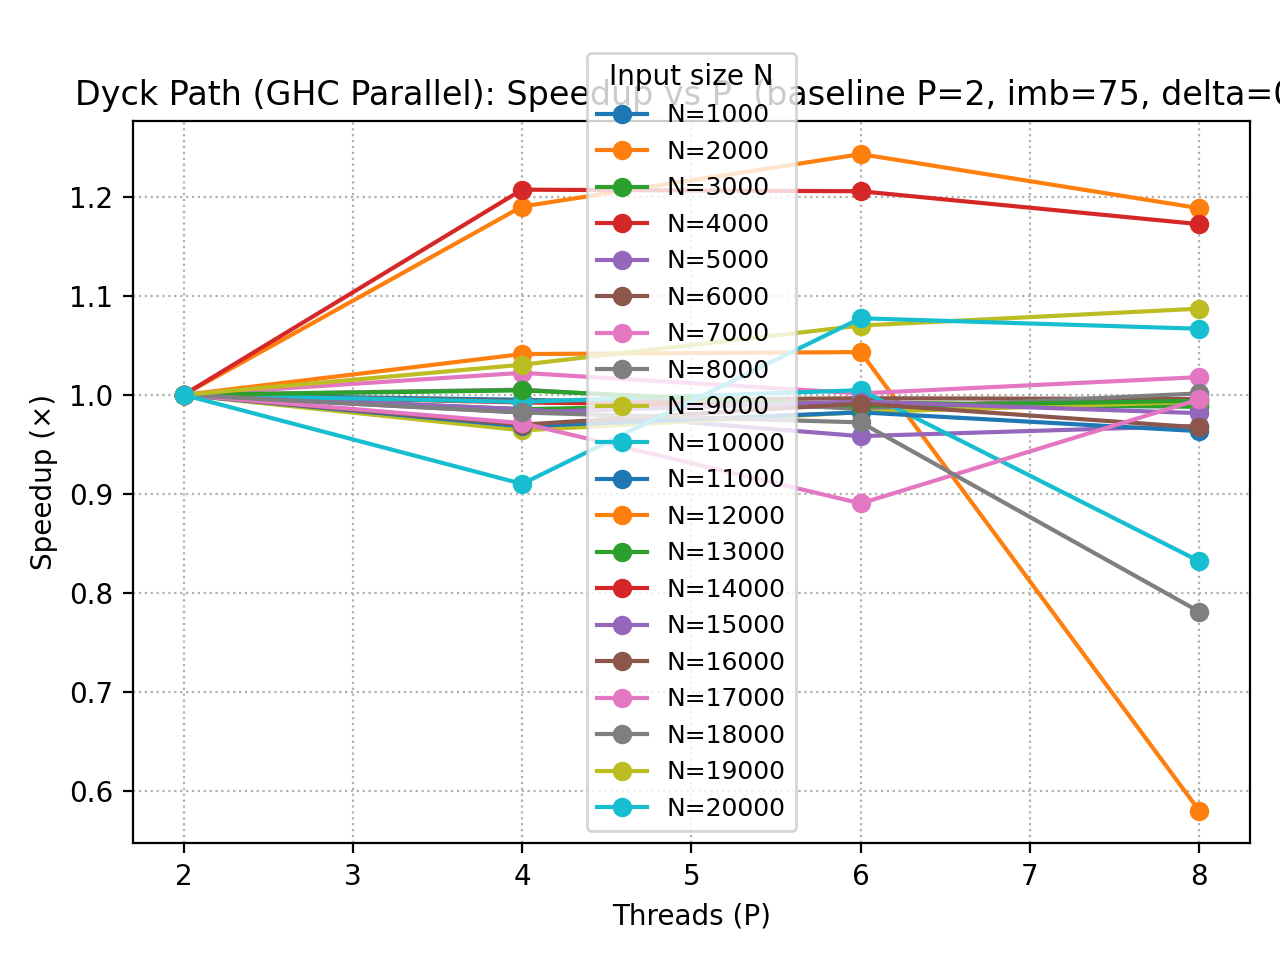 Dyck Path (GHC Parallel): Speedup vs P (baseline P=2, imb=75, delta=0
Input size N
N=1000
N=2000
N=3000
N=4000
N=5000
N=6000
N=7000
N=8000
N=9000
N=10000
N=11000
N=12000
N=13000
N=14000
N=15000
N=16000
N=17000
N=18000
N=19000
N=20000
1.2
1.1
1.0
0.9
0.8
0.7
0.6
Speedup (×)
2 3 4 5 6 7 8
Threads (P)